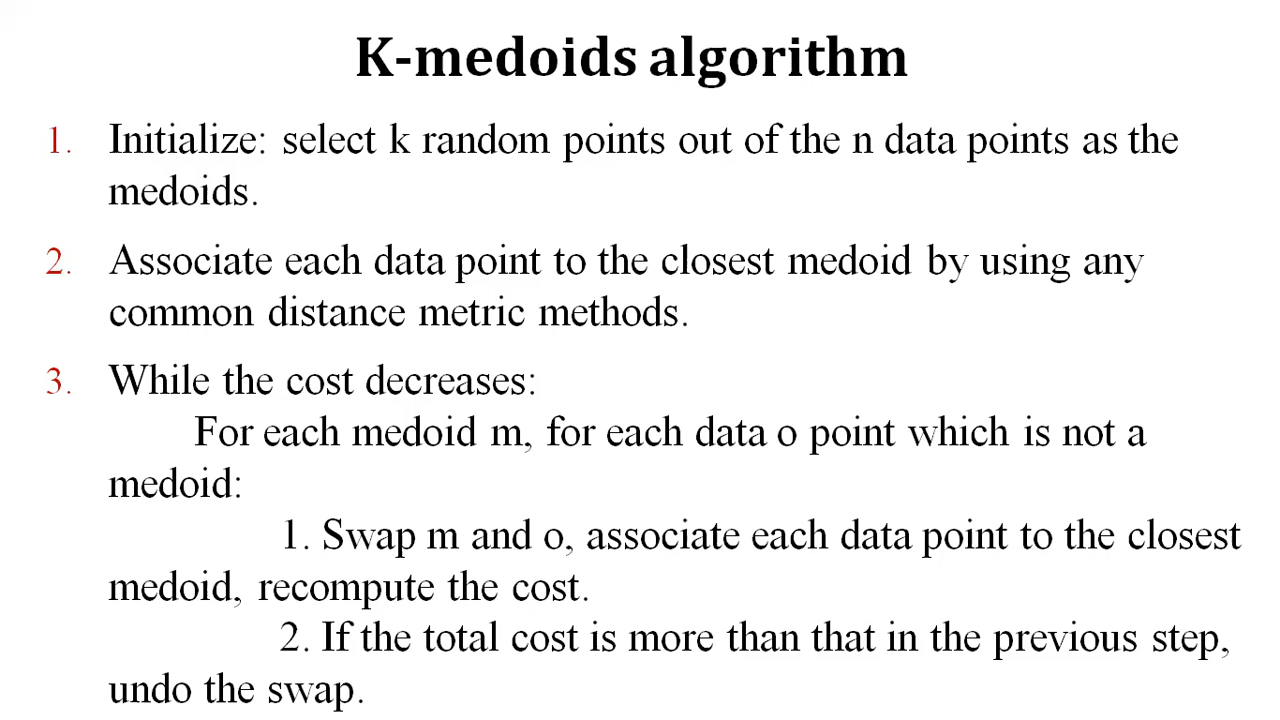 K-medoids algorithm
1. Initialize: select k random points out of the n data points as the
medoids.
2. Associate each data point to the closest medoid by using any
common distance metric methods.
3. While the cost decreases:
For each medoid m, for each data o point which is not a
medoid:
1. Swap m and o, associate each data point to the closest
medoid, recompute the cost.
2. If the total cost is more than that in the previous step,
undo the swap.